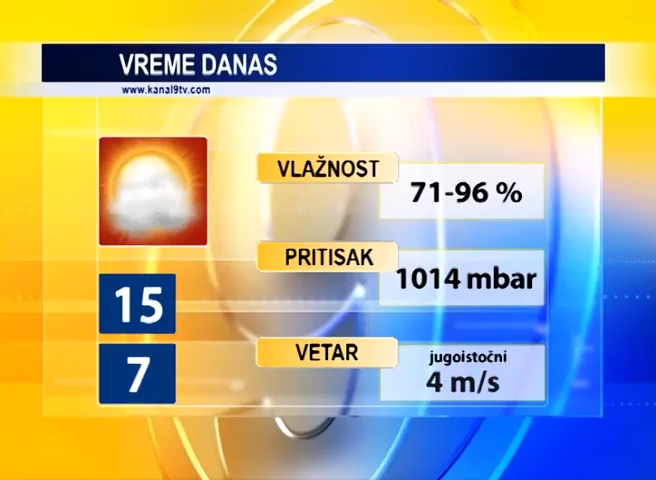 VREME DANAS
www.kanal9tv.com
VLAŽNOST
71-96 %
PRITISAK
1014 mbar
15
7
VETAR
jugoistočni
4 m/s